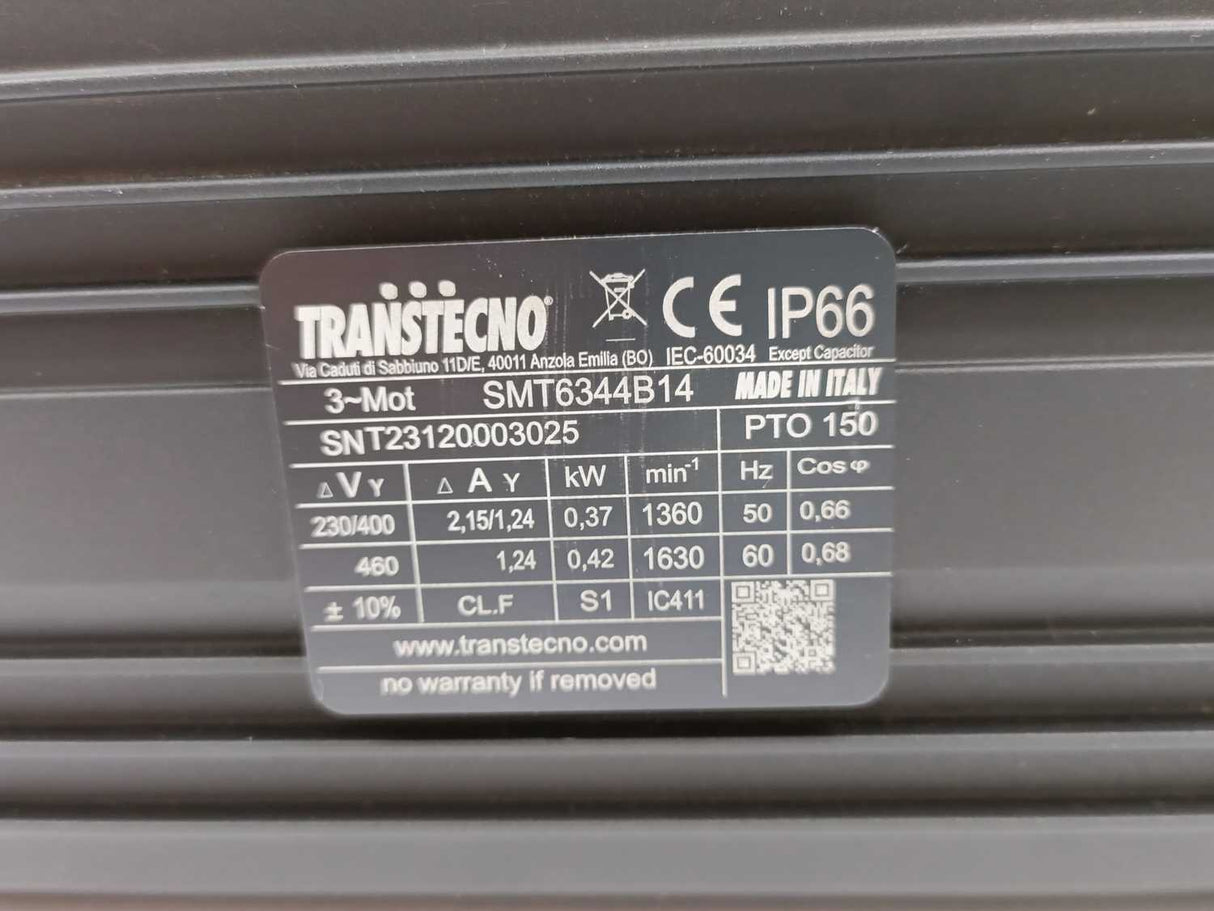 TRANSTECNO® CE IP66
Via Caduti di Sabbiuno 11D/E, 40011 Anzola Emilia (BO) IEC-60034 Except Capacitor
3~Mot SMT6344B14 MADE IN ITALY
SNT23120003025 PTO 150
Δ V Y Δ A Y kW min-1 Hz Cos φ
230/400 2,15/1,24 0,37 1360 50 0,66
460 1,24 0,42 1630 60 0,68
± 10% CL.F S1 IC411
www.transtecno.com
no warranty if removed